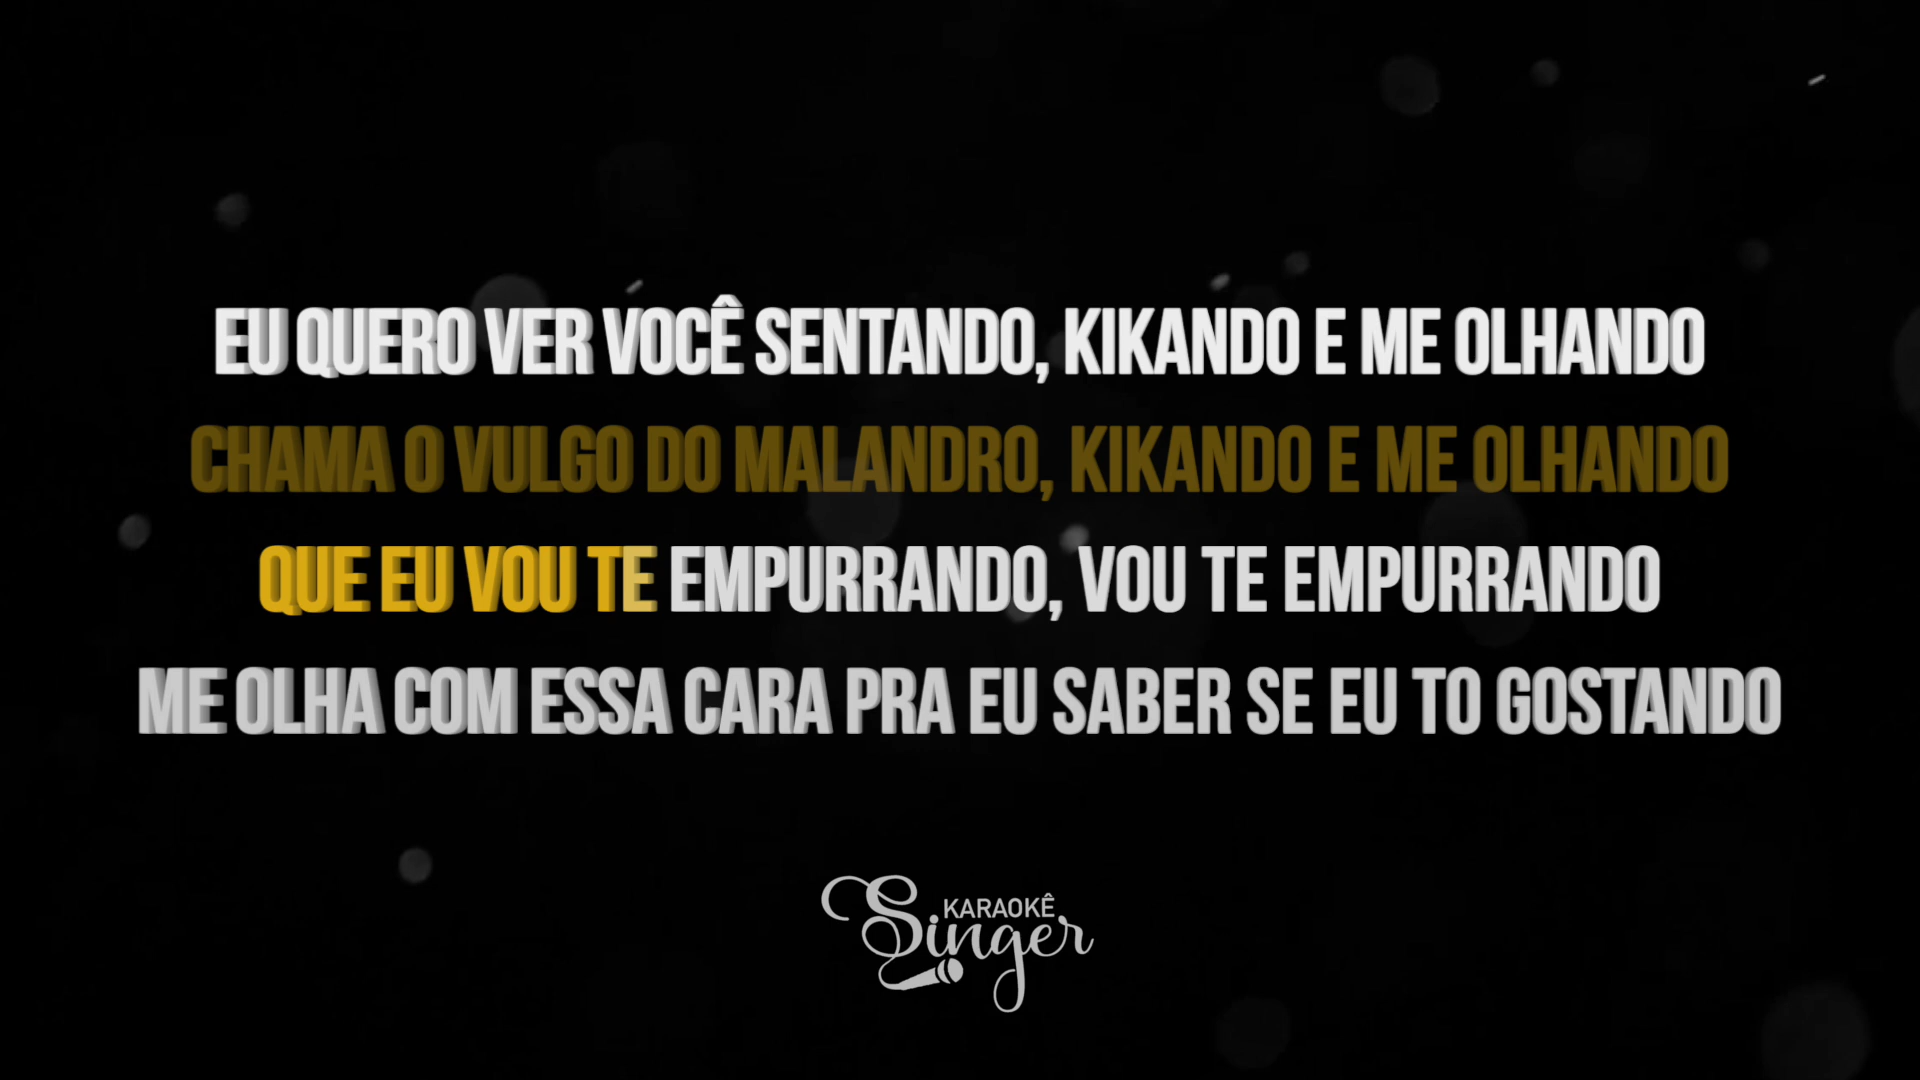 EU QUERO VER VOCÊ SENTANDO, KIKANDO E ME OLHANDO
CHAMA O VULGO DO MALANDRO, KIKANDO E ME OLHANDO
QUE EU VOU TE EMPURRANDO, VOU TE EMPURRANDO
ME OLHA COM ESSA CARA PRA EU SABER SE EU TO GOSTANDO
KARAOKÊ
Singer